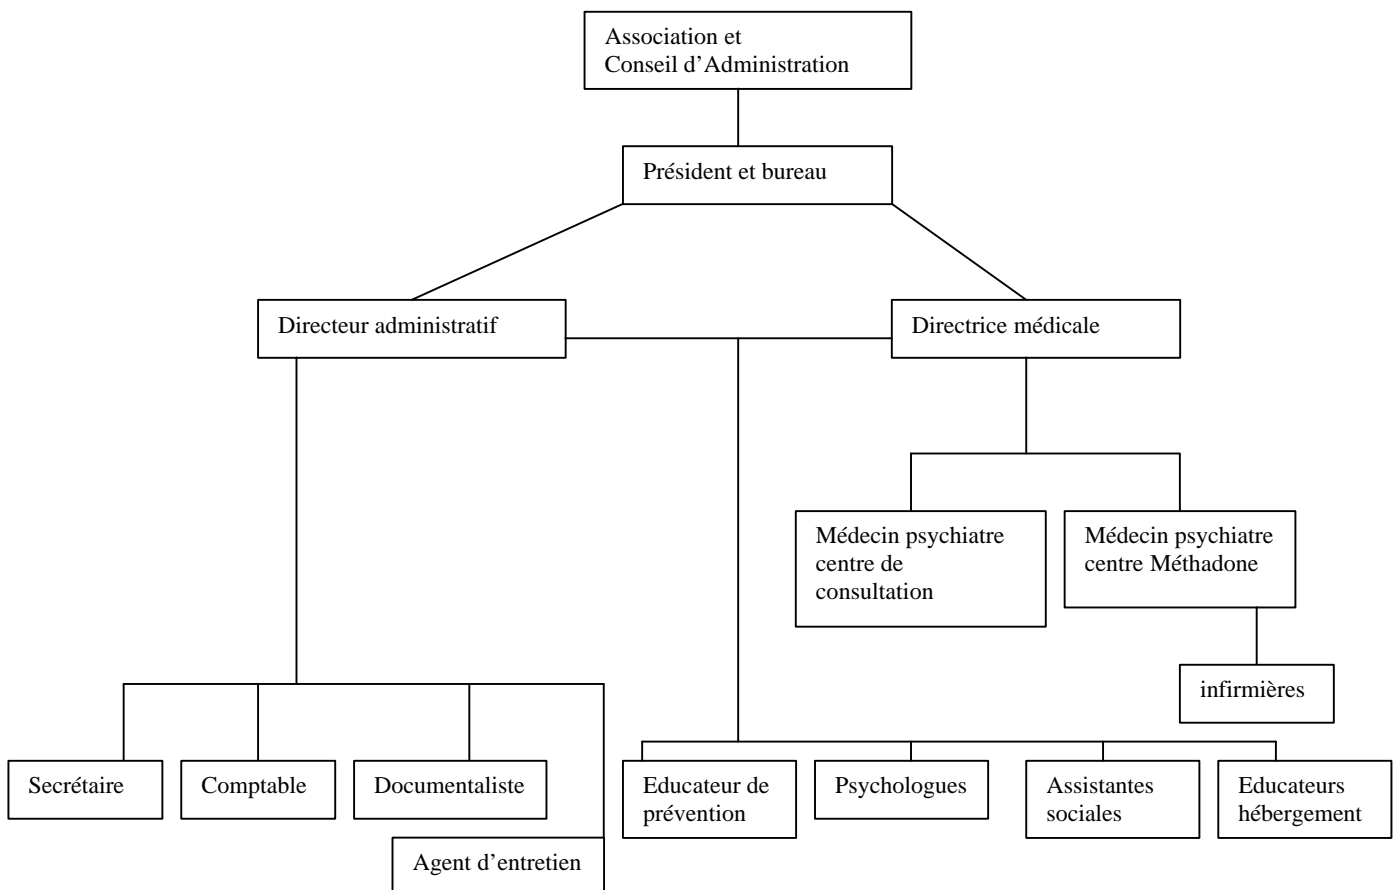 Association et
Conseil d’Administration
Président et bureau
Directeur administratif
Directrice médicale
Médecin psychiatre
centre de
consultation
Médecin psychiatre
centre Méthadone
infirmières
Secrétaire
Comptable
Documentaliste
Educateur de
prévention
Psychologues
Assistantes
sociales
Educateurs
hébergement
Agent d’entretien